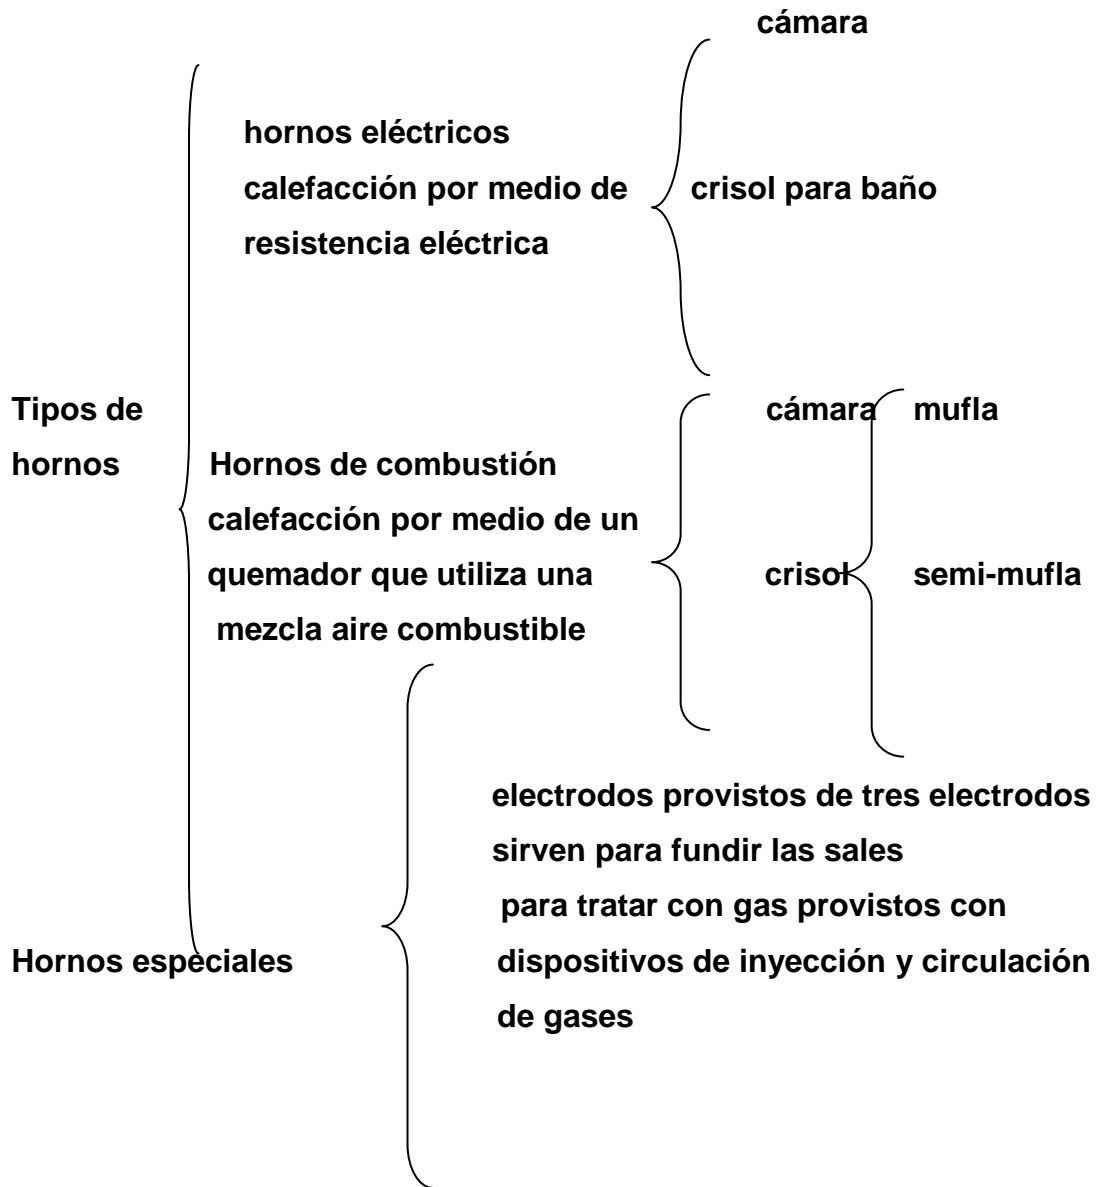 cámara
hornos eléctricos
calefacción por medio de
resistencia eléctrica
crisol para baño
Tipos de
hornos
Hornos de combustión
calefacción por medio de un
quemador que utiliza una
mezcla aire combustible
cámara
crisol
mufla
semi-mufla
Hornos especiales
electrodos provistos de tres electrodos
sirven para fundir las sales
para tratar con gas provistos con
dispositivos de inyección y circulación
de gases